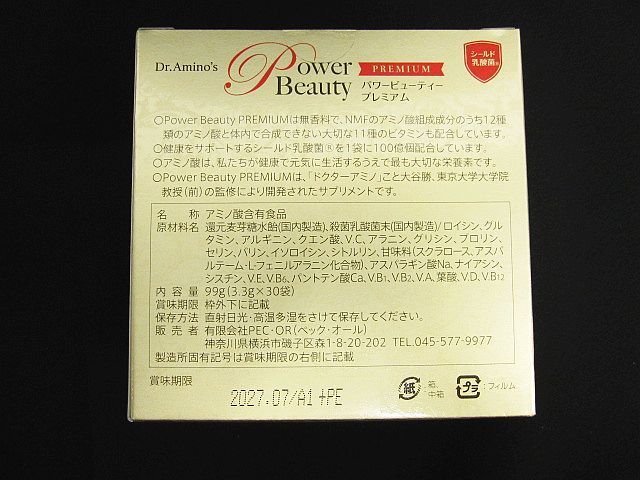 Dr.Amino's Power Beauty PREMIUM
パワービューティー
プレミアム
シールド
乳酸菌®
○Power Beauty PREMIUMは無香料で、NMFのアミノ酸組成成分のうち12種
類のアミノ酸と体内で合成できない大切な11種のビタミンも配合しています。
○健康をサポートするシールド乳酸菌®を1袋に100億個配合しています。
○アミノ酸は、私たちが健康で元気に生活するうえで最も大切な栄養素です。
○Power Beauty PREMIUMは、「ドクターアミノ」こと大谷勝、東京大学大学院
教授(前)の監修により開発されたサプリメントです。
名 称 アミノ酸含有食品
原材料名 還元麦芽糖水飴(国内製造)、殺菌乳酸菌末(国内製造)/ロイシン、グル
タミン、アルギニン、クエン酸、V.C、アラニン、グリシン、プロリン、
セリン、バリン、イソロイシン、シトルリン、甘味料(スクラロース、アスパ
ルテーム・L-フェニルアラニン化合物)、アスパラギン酸Na、ナイアシン、
シスチン、V.E、V.B6、パントテン酸Ca、V.B1、V.B2、V.A、葉酸、V.D、V.B12
内 容 量 99g(3.3g×30袋)
賞味期限 枠外下に記載
保存方法 直射日光・高温多湿をさけて保存してください。
販 売 者 有限会社PEC・OR(ペック・オール)
神奈川県横浜市磯子区森1-8-20-202 TEL.045-577-9977
製造所固有記号は賞味期限の右側に記載
賞味期限
2027.07/A1 +PE
紙 :箱、
中箱
プラ :フィルム